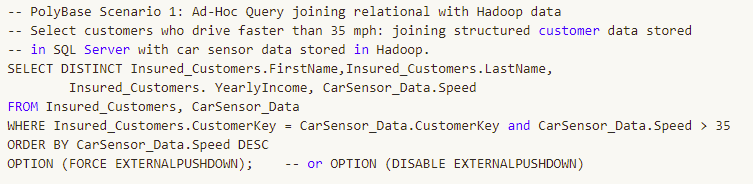 -- PolyBase Scenario 1: Ad-Hoc Query joining relational with Hadoop data
-- Select customers who drive faster than 35 mph: joining structured customer data stored
-- in SQL Server with car sensor data stored in Hadoop.
SELECT DISTINCT Insured_Customers.FirstName,Insured_Customers.LastName,
        Insured_Customers. YearlyIncome, CarSensor_Data.Speed
FROM Insured_Customers, CarSensor_Data
WHERE Insured_Customers.CustomerKey = CarSensor_Data.CustomerKey and CarSensor_Data.Speed > 35
ORDER BY CarSensor_Data.Speed DESC
OPTION (FORCE EXTERNALPUSHDOWN);    -- or OPTION (DISABLE EXTERNALPUSHDOWN)